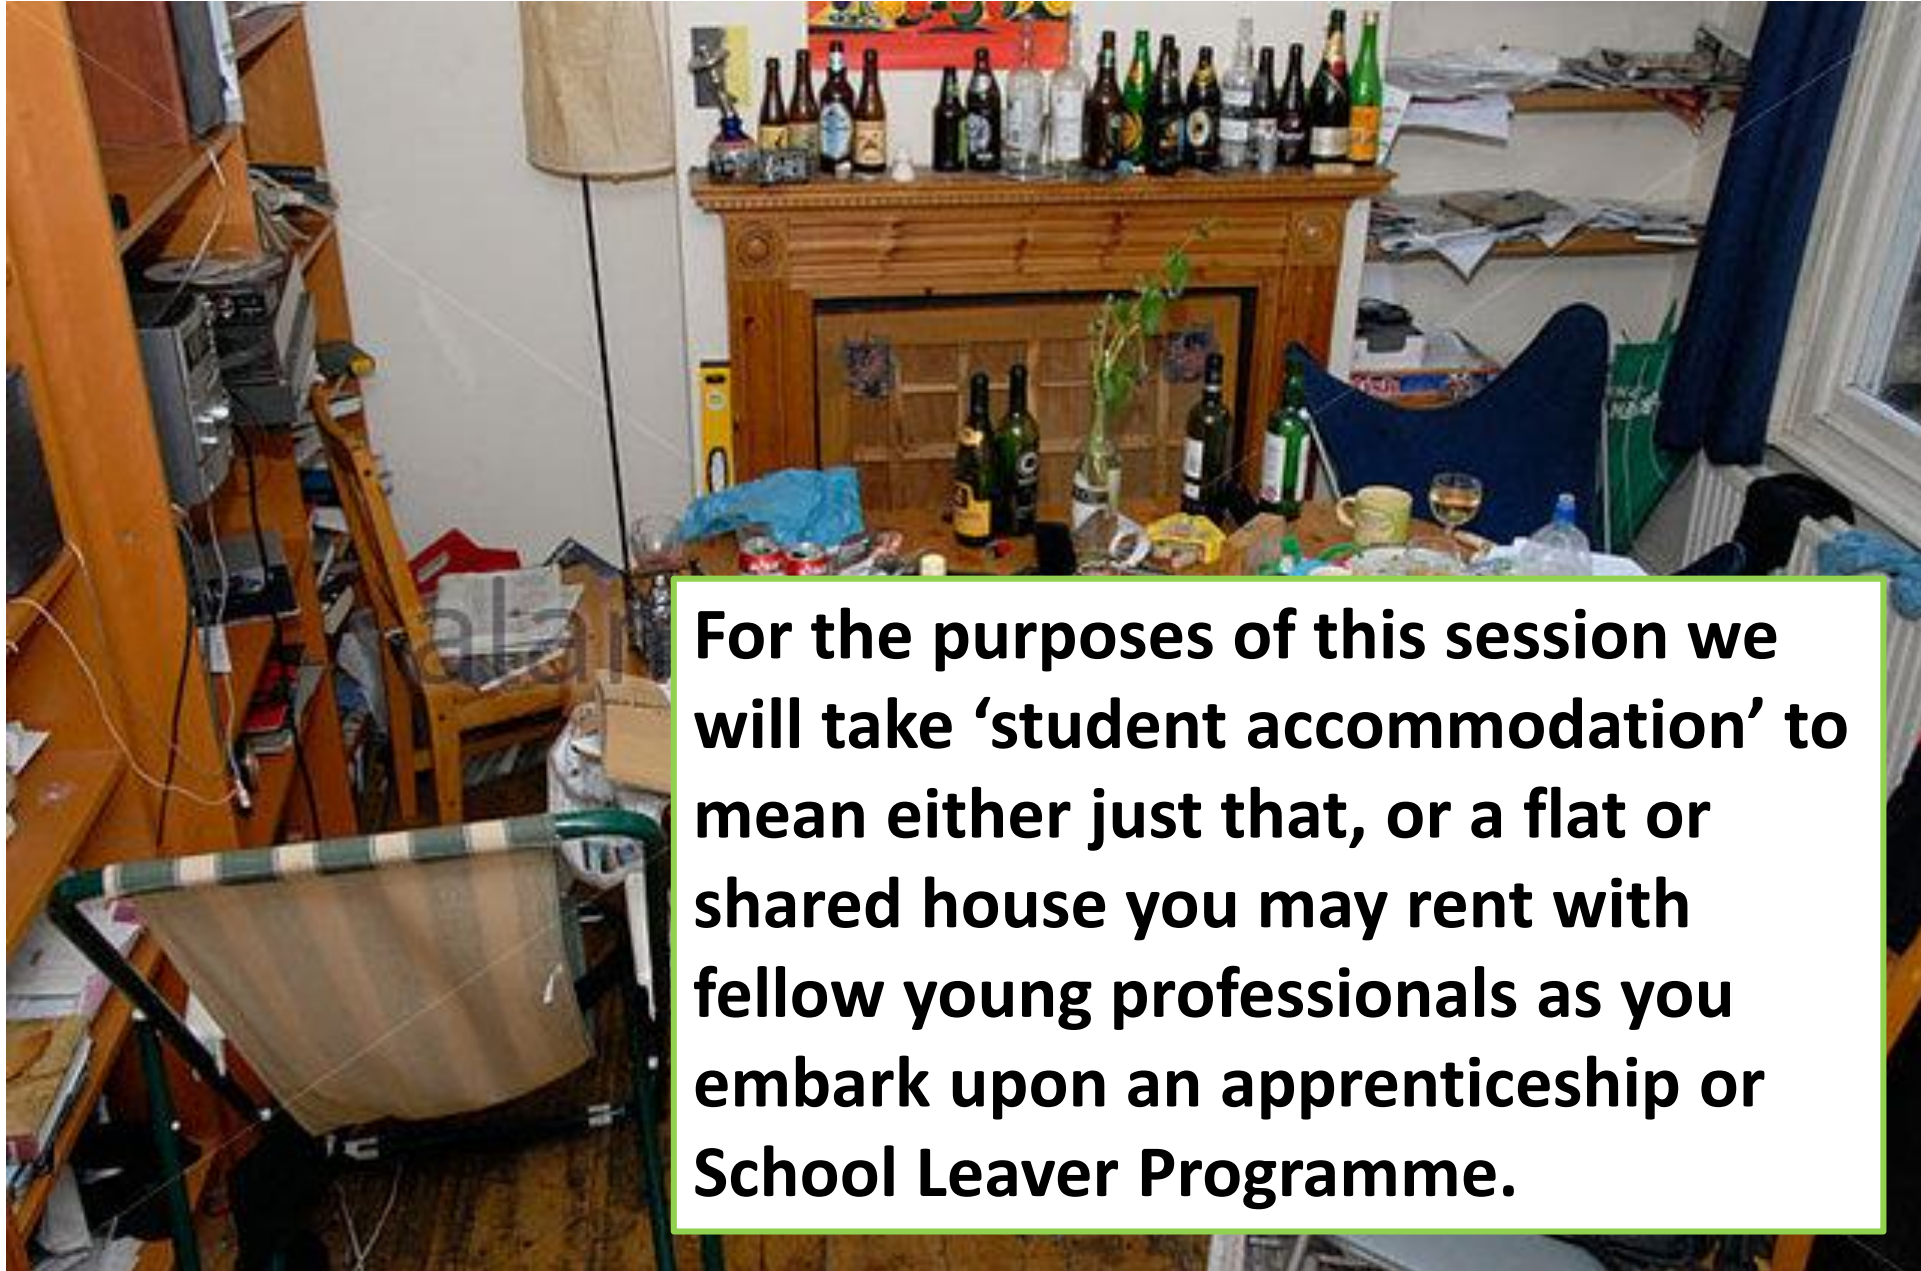 For the purposes of this session we
will take ‘student accommodation’ to
mean either just that, or a flat or
shared house you may rent with
fellow young professionals as you
embark upon an apprenticeship or
School Leaver Programme.